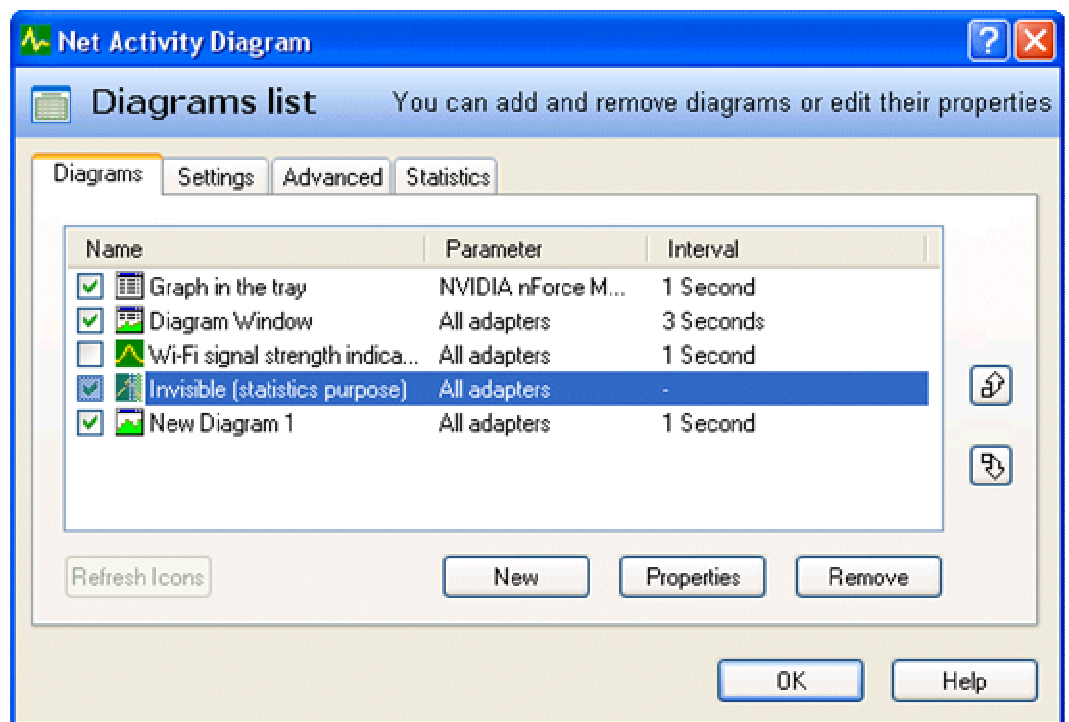 Net Activity Diagram
Diagrams list You can add and remove diagrams or edit their properties
Diagrams Settings Advanced Statistics
Name Parameter Interval
Graph in the tray NVIDIA nForce M... 1 Second
Diagram Window All adapters 3 Seconds
Wi-Fi signal strength indica... All adapters 1 Second
Invisible (statistics purpose) All adapters -
New Diagram 1 All adapters 1 Second
Refresh Icons New Properties Remove
OK Help